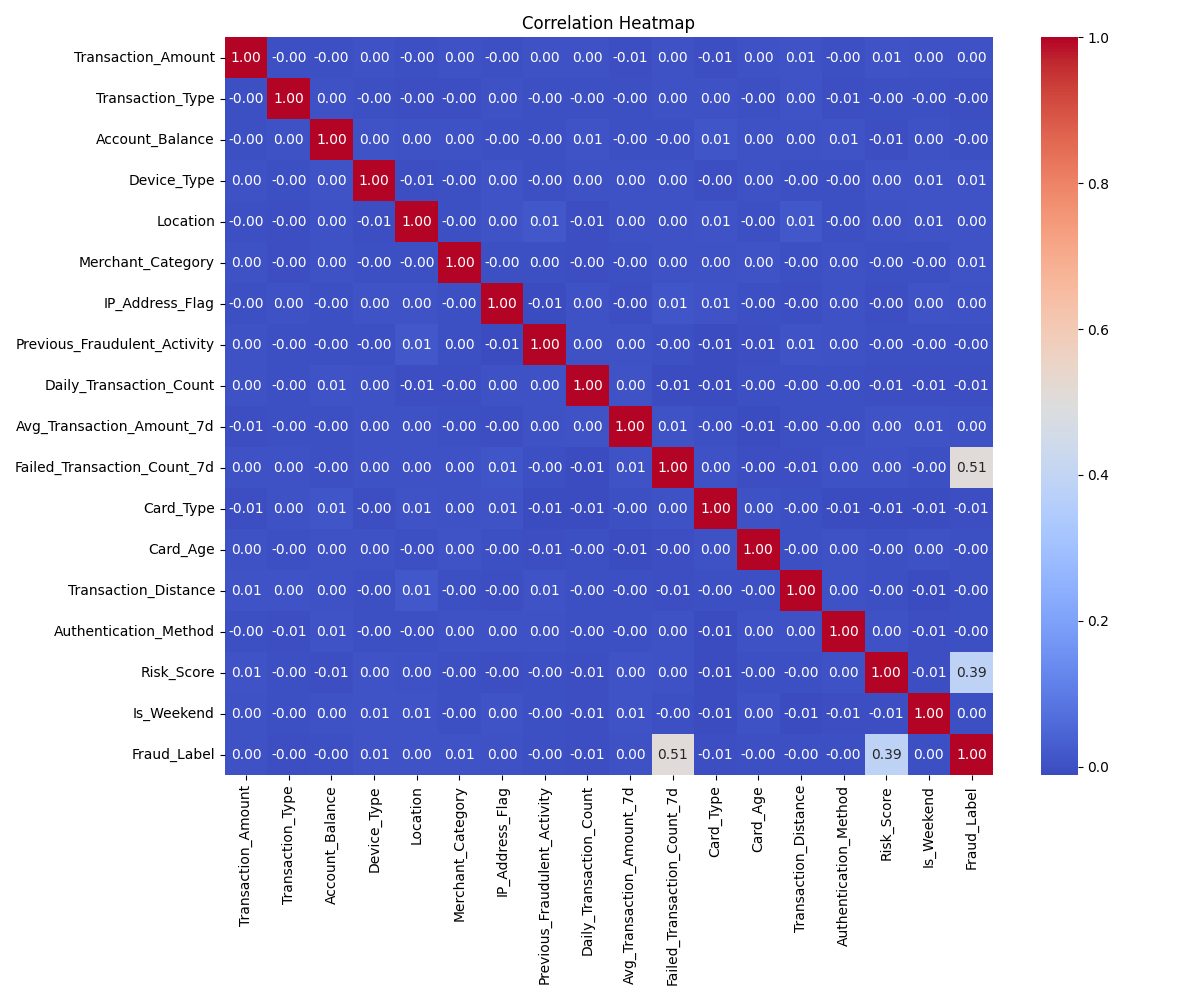 Correlation Heatmap
Transaction_Amount 1.00 -0.00 -0.00 0.00 -0.00 0.00 -0.00 0.00 0.00 -0.01 0.00 -0.01 0.00 0.01 -0.00 0.01 0.00 0.00 1.0
Transaction_Type -0.00 1.00 0.00 -0.00 -0.00 -0.00 0.00 -0.00 -0.00 -0.00 0.00 0.00 -0.00 0.00 -0.01 -0.00 -0.00 -0.00
Account_Balance -0.00 0.00 1.00 0.00 0.00 0.00 -0.00 -0.00 0.01 -0.00 -0.00 0.01 0.00 0.00 0.01 -0.01 0.00 -0.00
Device_Type 0.00 -0.00 0.00 1.00 -0.01 -0.00 0.00 -0.00 0.00 0.00 0.00 -0.00 0.00 -0.00 -0.00 0.00 0.01 0.01 0.8
Location -0.00 -0.00 0.00 -0.01 1.00 -0.00 0.00 0.01 -0.01 0.00 0.00 0.01 -0.00 0.01 -0.00 0.00 0.01 0.00
Merchant_Category 0.00 -0.00 0.00 -0.00 -0.00 1.00 -0.00 0.00 -0.00 -0.00 0.00 0.00 0.00 -0.00 0.00 -0.00 -0.00 0.01
IP_Address_Flag -0.00 0.00 -0.00 0.00 0.00 -0.00 1.00 -0.01 0.00 -0.00 0.01 0.01 -0.00 -0.00 0.00 -0.00 0.00 0.00
Previous_Fraudulent_Activity 0.00 -0.00 -0.00 -0.00 0.01 0.00 -0.01 1.00 0.00 0.00 -0.00 -0.01 -0.01 0.01 0.00 -0.00 -0.00 -0.00 0.6
Daily_Transaction_Count 0.00 -0.00 0.01 0.00 -0.01 -0.00 0.00 0.00 1.00 0.00 -0.01 -0.01 -0.00 -0.00 -0.00 -0.01 -0.01 -0.01
Avg_Transaction_Amount_7d -0.01 -0.00 -0.00 0.00 0.00 -0.00 -0.00 0.00 0.00 1.00 0.01 -0.00 -0.01 -0.00 0.00 0.00 0.01 0.00
Failed_Transaction_Count_7d 0.00 0.00 -0.00 0.00 0.00 0.00 0.01 -0.00 -0.01 0.01 1.00 0.00 -0.00 -0.01 0.00 0.00 -0.00 0.51 0.4
Card_Type -0.01 0.00 0.01 -0.00 0.01 0.00 0.01 -0.01 -0.01 -0.00 0.00 1.00 0.00 -0.00 -0.01 -0.01 -0.01 -0.01
Card_Age 0.00 -0.00 0.00 0.00 -0.00 0.00 -0.00 -0.01 -0.00 -0.01 -0.00 0.00 1.00 -0.00 0.00 -0.00 0.00 -0.00
Transaction_Distance 0.01 0.00 0.00 -0.00 0.01 -0.00 -0.00 0.01 -0.00 -0.00 -0.01 -0.00 -0.00 1.00 0.00 -0.00 -0.01 -0.00
Authentication_Method -0.00 -0.01 0.01 -0.00 -0.00 0.00 0.00 0.00 -0.00 0.00 0.00 -0.01 0.00 0.00 1.00 0.00 -0.01 -0.00 0.2
Risk_Score 0.01 -0.00 -0.01 0.00 0.00 -0.00 -0.00 -0.00 -0.01 0.00 0.00 -0.01 -0.00 -0.00 0.00 1.00 -0.01 0.39
Is_Weekend 0.00 -0.00 0.00 0.01 0.01 -0.00 0.00 -0.00 -0.01 0.01 -0.00 -0.01 0.00 -0.01 -0.01 -0.01 1.00 0.00
Fraud_Label 0.00 -0.00 -0.00 0.01 0.00 0.01 0.00 -0.00 -0.01 0.00 0.51 -0.01 -0.00 -0.00 -0.00 0.39 0.00 1.00 0.0
Transaction_Amount
Transaction_Type
Account_Balance
Device_Type
Location
Merchant_Category
IP_Address_Flag
Previous_Fraudulent_Activity
Daily_Transaction_Count
Avg_Transaction_Amount_7d
Failed_Transaction_Count_7d
Card_Type
Card_Age
Transaction_Distance
Authentication_Method
Risk_Score
Is_Weekend
Fraud_Label